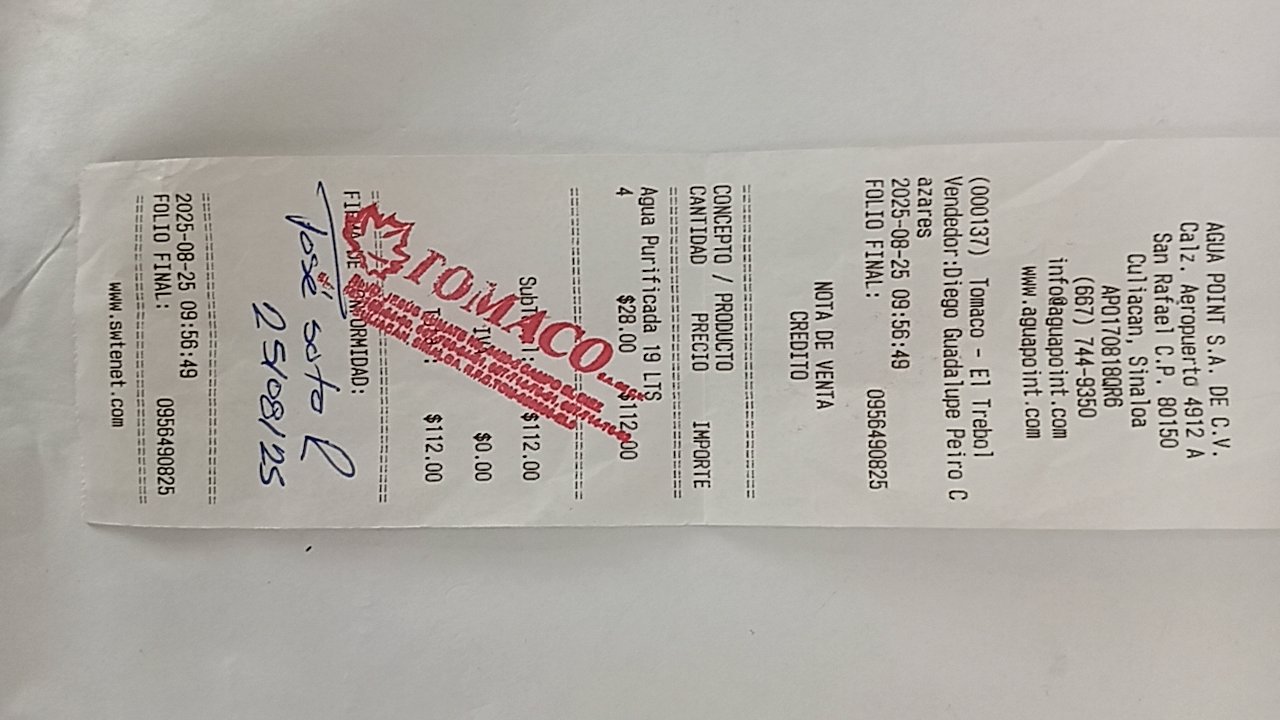 AGUA POINT S.A. DE C.V.
Calz. Aeropuerto 4912 A
San Rafael C.P. 80150
Culiacan, Sinaloa
APO170818QR6
(667) 744-9350
info@aguapoint.com
www.aguapoint.com
(000137) Tomaco - El Trebol
Vendedor:Diego Guadalupe Peiro C
azares
2025-08-25 09:56:49
FOLIO FINAL: 0956490825
NOTA DE VENTA
CREDITO
==============================
CONCEPTO / PRODUCTO
CANTIDAD PRECIO IMPORTE
==============================
Agua Purificada 19 LTS
4 $28.00 $112.00
==============================
$112.00
$0.00
$112.00
TOMACO
==============================
José Soto
25/08/25
==============================
2025-08-25 09:56:49
FOLIO FINAL: 0956490825
==============================
www.swtenet.com